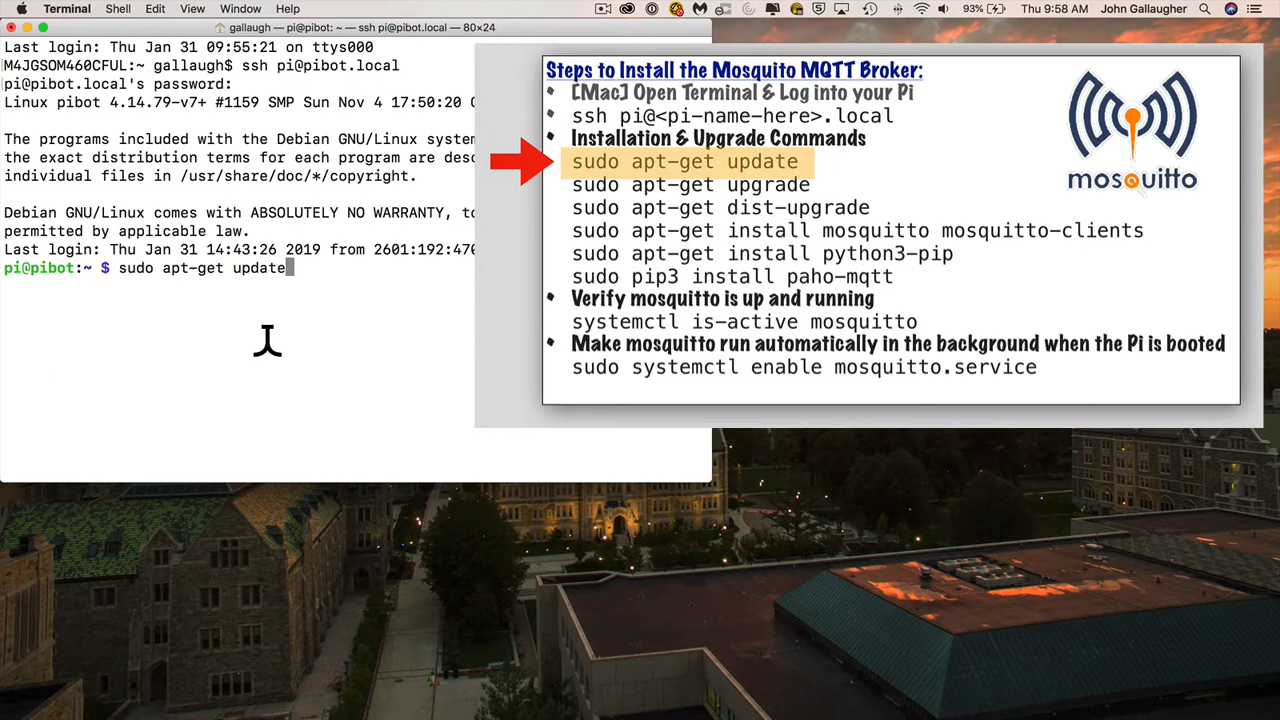 Terminal Shell Edit View Window Help 93% Thu 9:58 AM John Gallaugher
gallaugh — pi@pibot: ~ — ssh pi@pibot.local — 80×24
Last login: Thu Jan 31 09:55:21 on ttys000
M4JGSOM460CFUL:~ gallaugh$ ssh pi@pibot.local
pi@pibot.local's password:
Linux pibot 4.14.79-v7+ #1159 SMP Sun Nov 4 17:50:20
The programs included with the Debian GNU/Linux system
the exact distribution terms for each program are desc
individual files in /usr/share/doc/*/copyright.
Debian GNU/Linux comes with ABSOLUTELY NO WARRANTY, to
permitted by applicable law.
Last login: Thu Jan 31 14:43:26 2019 from 2601:192:470
pi@pibot:~ $ sudo apt-get update
Steps to Install the Mosquito MQTT Broker:
• [Mac] Open Terminal & Log into your Pi
• ssh pi@<pi-name-here>.local
• Installation & Upgrade Commands
sudo apt-get update
sudo apt-get upgrade
sudo apt-get dist-upgrade
sudo apt-get install mosquitto mosquitto-clients
sudo apt-get install python3-pip
sudo pip3 install paho-mqtt
• Verify mosquitto is up and running
systemctl is-active mosquitto
• Make mosquitto run automatically in the background when the Pi is booted
sudo systemctl enable mosquitto.service
mosquitto